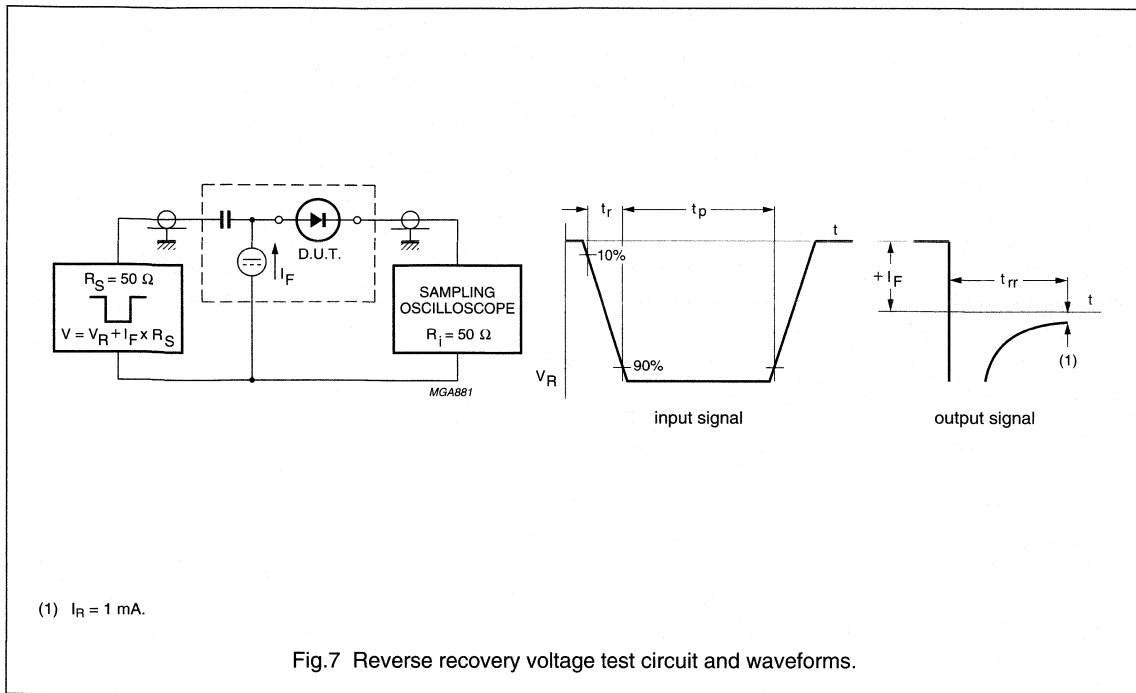 R_S = 50 Ω
V = V_R + I_F x R_S
I_F
D.U.T.
SAMPLING
OSCILLOSCOPE
R_i = 50 Ω
MGA881
t_r
t_p
t
10%
90%
V_R
input signal
+ I_F
t_rr
t
(1)
output signal
(1) I_R = 1 mA.
Fig.7 Reverse recovery voltage test circuit and waveforms.